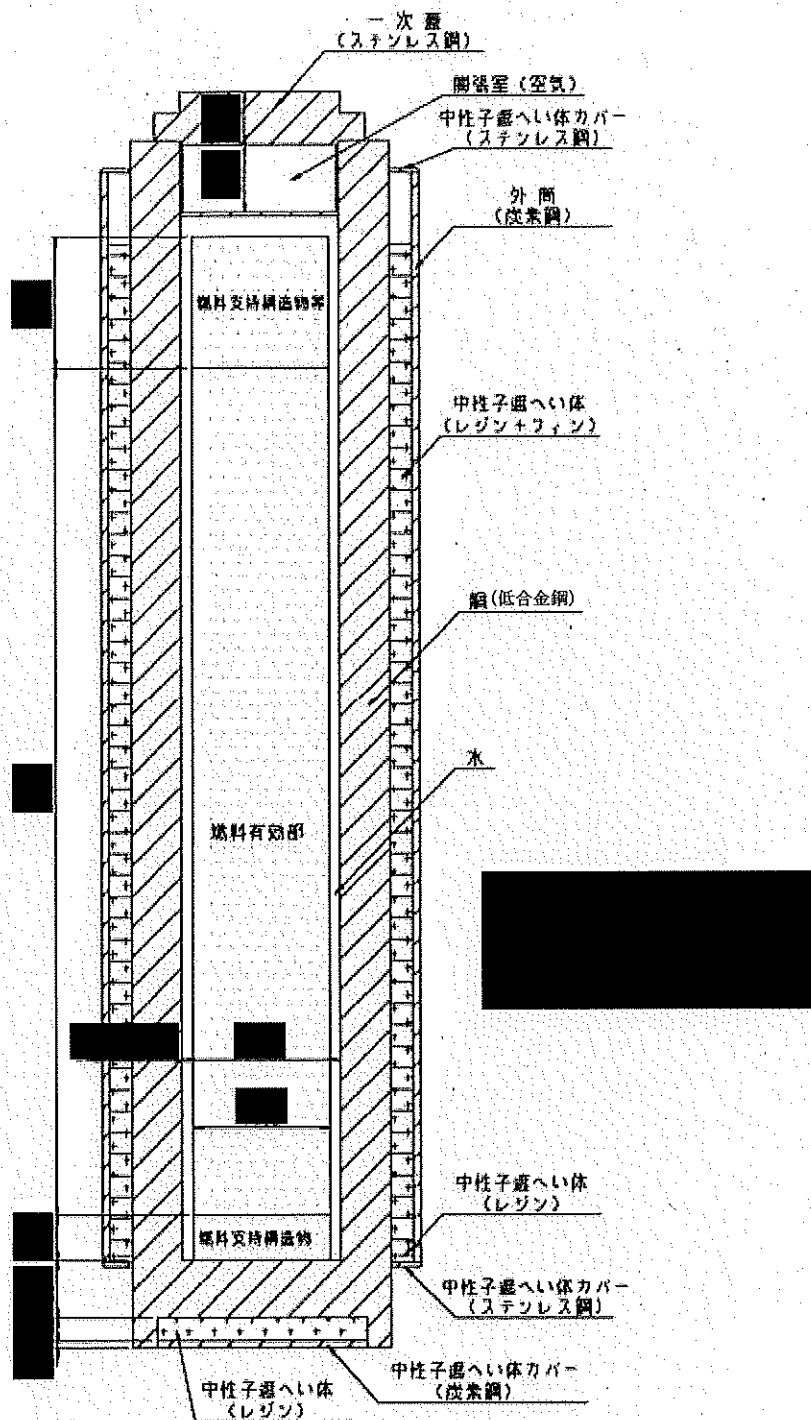 一次蓋
(ステンレス鋼)
間張室(空気)
中性子遮へい体カバー
(ステンレス鋼)
外筒
(炭素鋼)
燃料支持構造物等
中性子遮へい体
(レジン+フィン)
胴(低合金鋼)
水
燃料有効部
中性子遮へい体
(レジン)
燃料支持構造物
中性子遮へい体カバー
(ステンレス鋼)
中性子遮へい体カバー
(炭素鋼)
中性子遮へい体
(レジン)